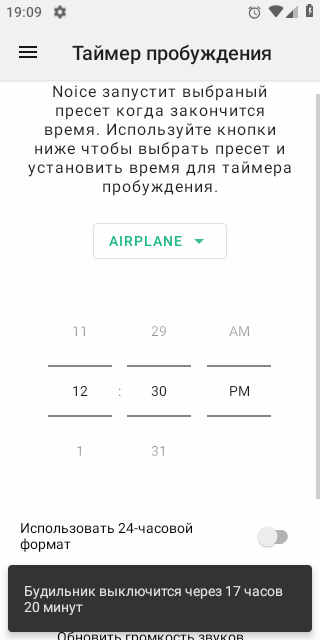 19:09
Таймер пробуждения
Noice запустит выбраный
пресет когда закончится
время. Используйте кнопки
ниже чтобы выбрать пресет и
установить время для таймера
пробуждения.
AIRPLANE
11 29 AM
12 : 30 PM
1 31
Использовать 24-часовой
формат
Будильник выключится через 17 часов
20 минут
Обновить громкость звуков